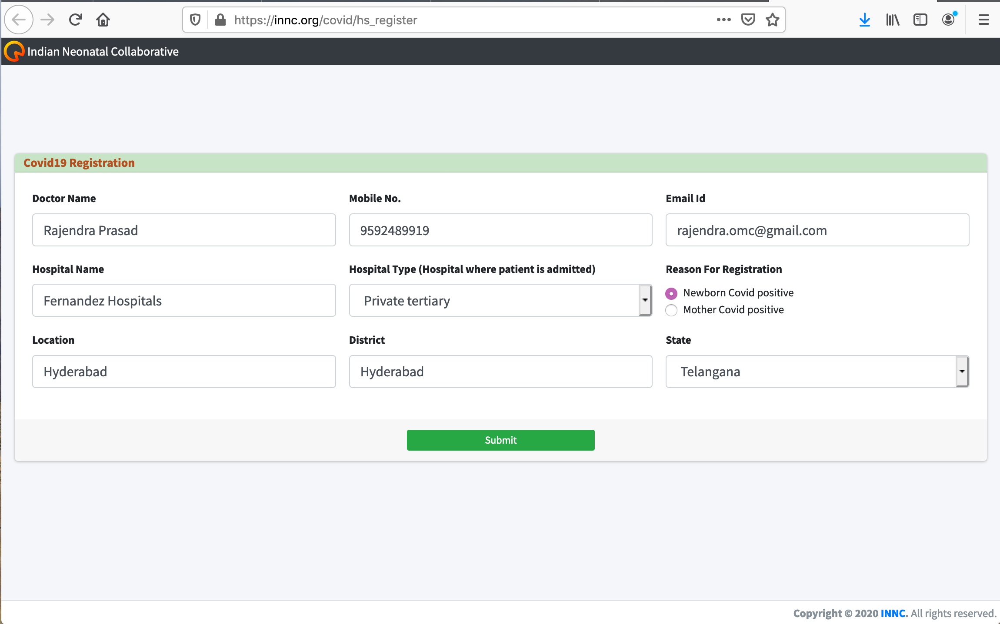 https://innc.org/covid/hs_register
Indian Neonatal Collaborative
Covid19 Registration
Doctor Name
Mobile No.
Email Id
Rajendra Prasad
9592489919
rajendra.omc@gmail.com
Hospital Name
Hospital Type (Hospital where patient is admitted)
Reason For Registration
Fernandez Hospitals
Private tertiary
Newborn Covid positive
Mother Covid positive
Location
District
State
Hyderabad
Hyderabad
Telangana
Submit
Copyright © 2020 INNC. All rights reserved.